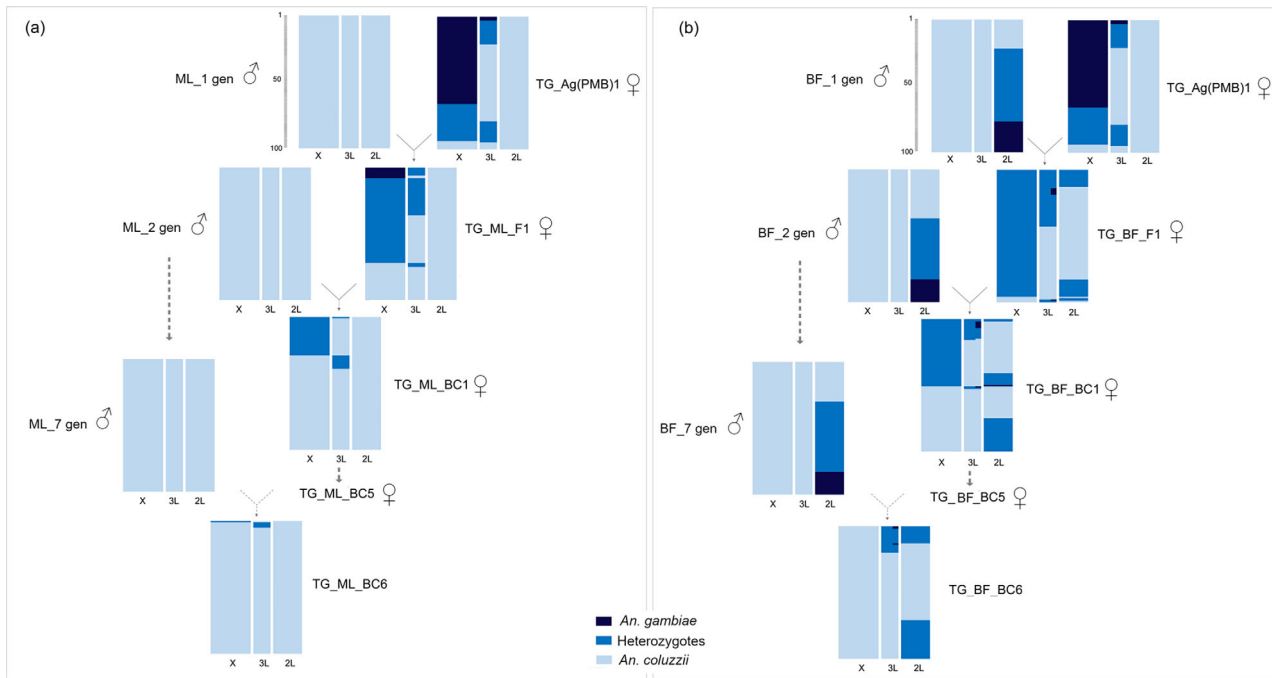 (a)
1
50
100
ML_1 gen ♂
X 3L 2L
X 3L 2L
TG_Ag(PMB)1 ♀
ML_2 gen ♂
X 3L 2L
X 3L 2L
TG_ML_F1 ♀
X 3L 2L
TG_ML_BC1 ♀
ML_7 gen ♂
X 3L 2L
TG_ML_BC5 ♀
X 3L 2L
TG_ML_BC6
(b)
1
50
100
BF_1 gen ♂
X 3L 2L
X 3L 2L
TG_Ag(PMB)1 ♀
BF_2 gen ♂
X 3L 2L
X 3L 2L
TG_BF_F1 ♀
X 3L 2L
TG_BF_BC1 ♀
BF_7 gen ♂
X 3L 2L
TG_BF_BC5 ♀
X 3L 2L
TG_BF_BC6
An. gambiae
Heterozygotes
An. coluzzii